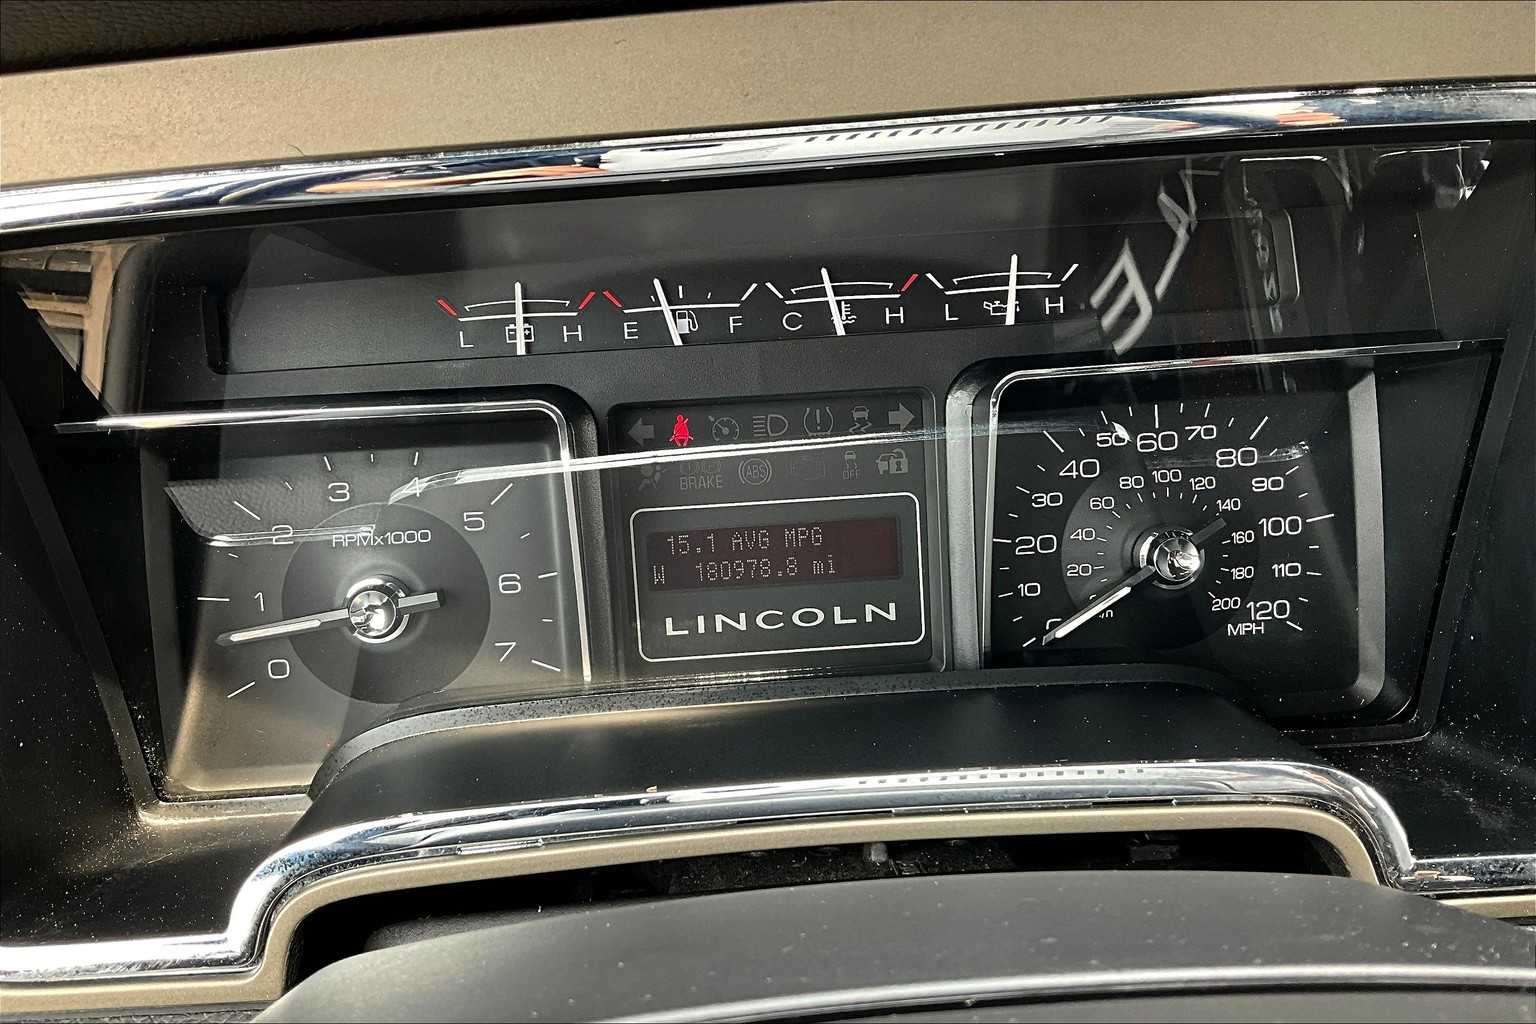 L H E F C H L H
BRAKE ABS OFF
15.1 AVG MPG
W 180978.8 mi
LINCOLN
0 1 2 3 4 5 6 7
RPMx1000
10 20 30 40 50 60 70 80 90 100 110 120
MPH
20 40 60 80 100 120 140 160 180 200